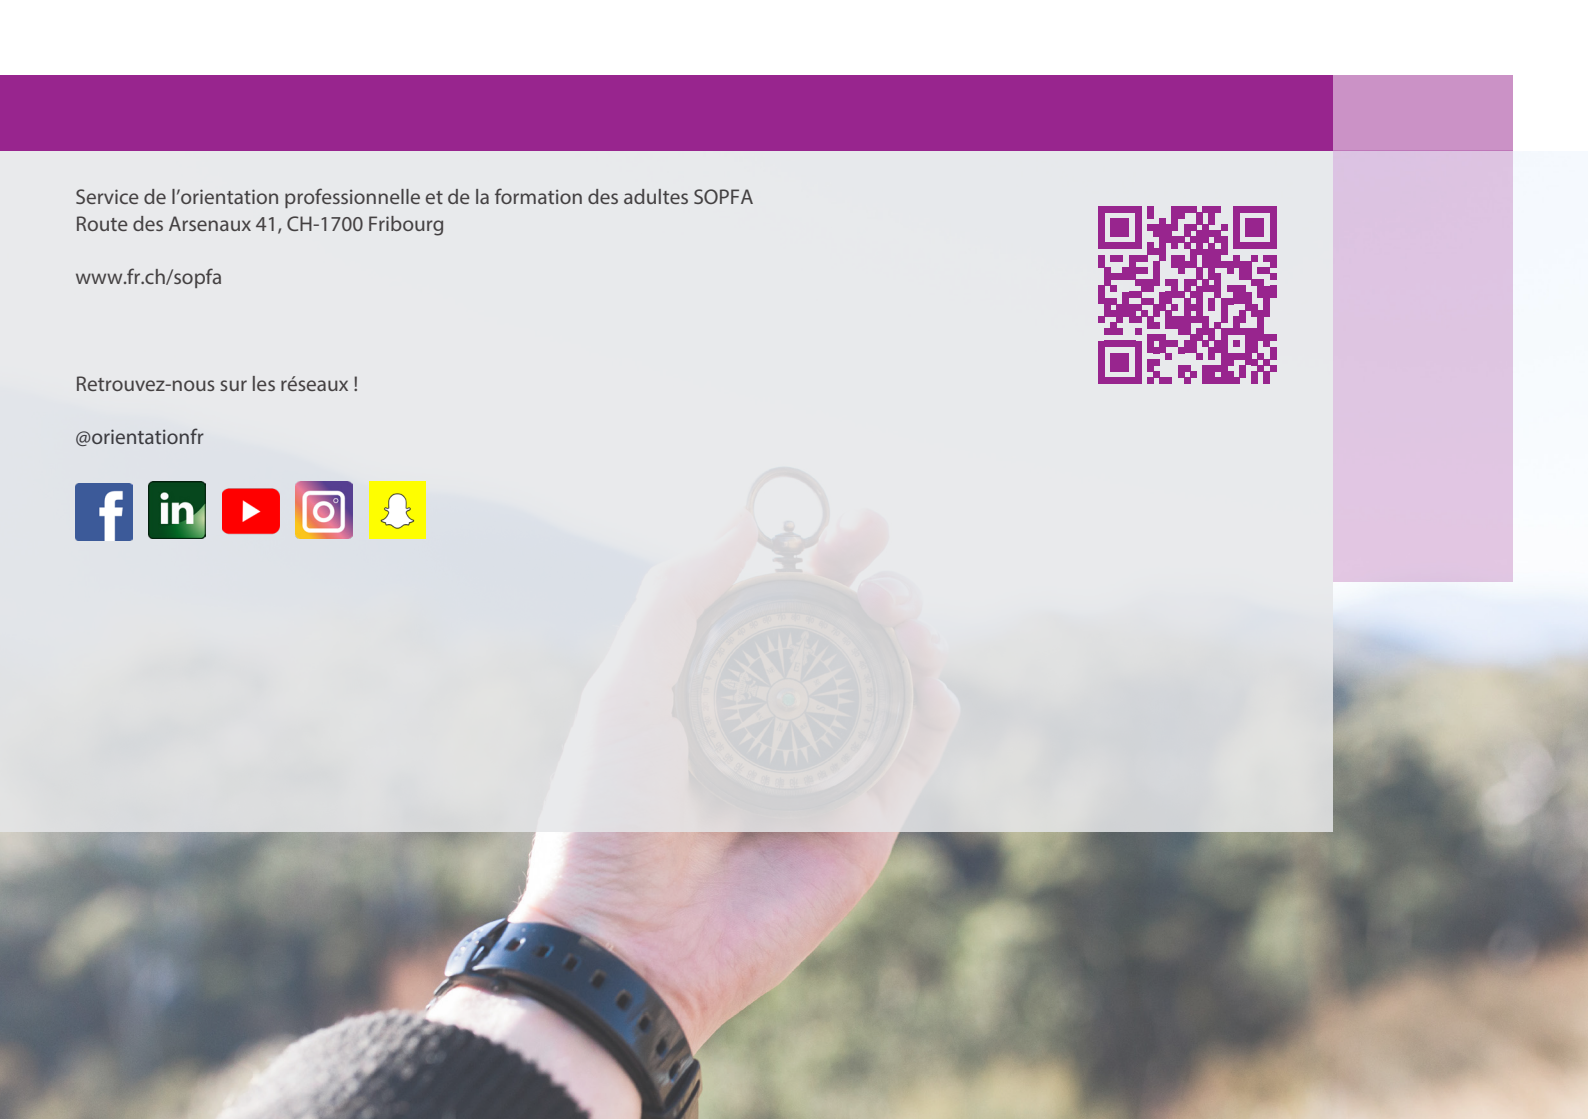 Service de l’orientation professionnelle et de la formation des adultes SOPFA
Route des Arsenaux 41, CH-1700 Fribourg
www.fr.ch/sopfa
Retrouvez-nous sur les réseaux !
@orientationfr
in